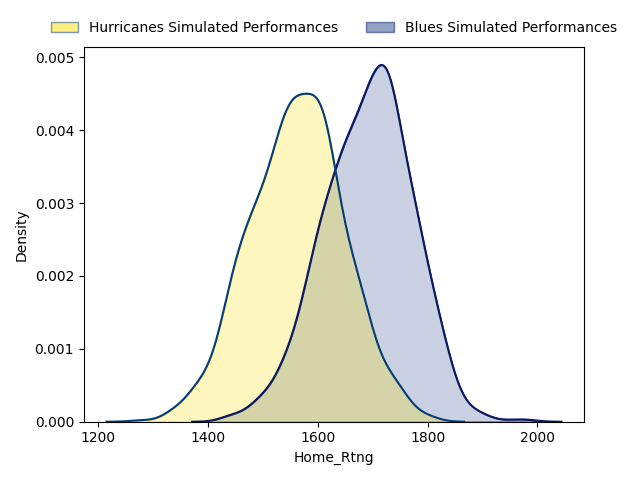 Hurricanes Simulated Performances Blues Simulated Performances
0.005
0.004
0.003
0.002
0.001
0.000
Density
1200 1400 1600 1800 2000
Home_Rtng